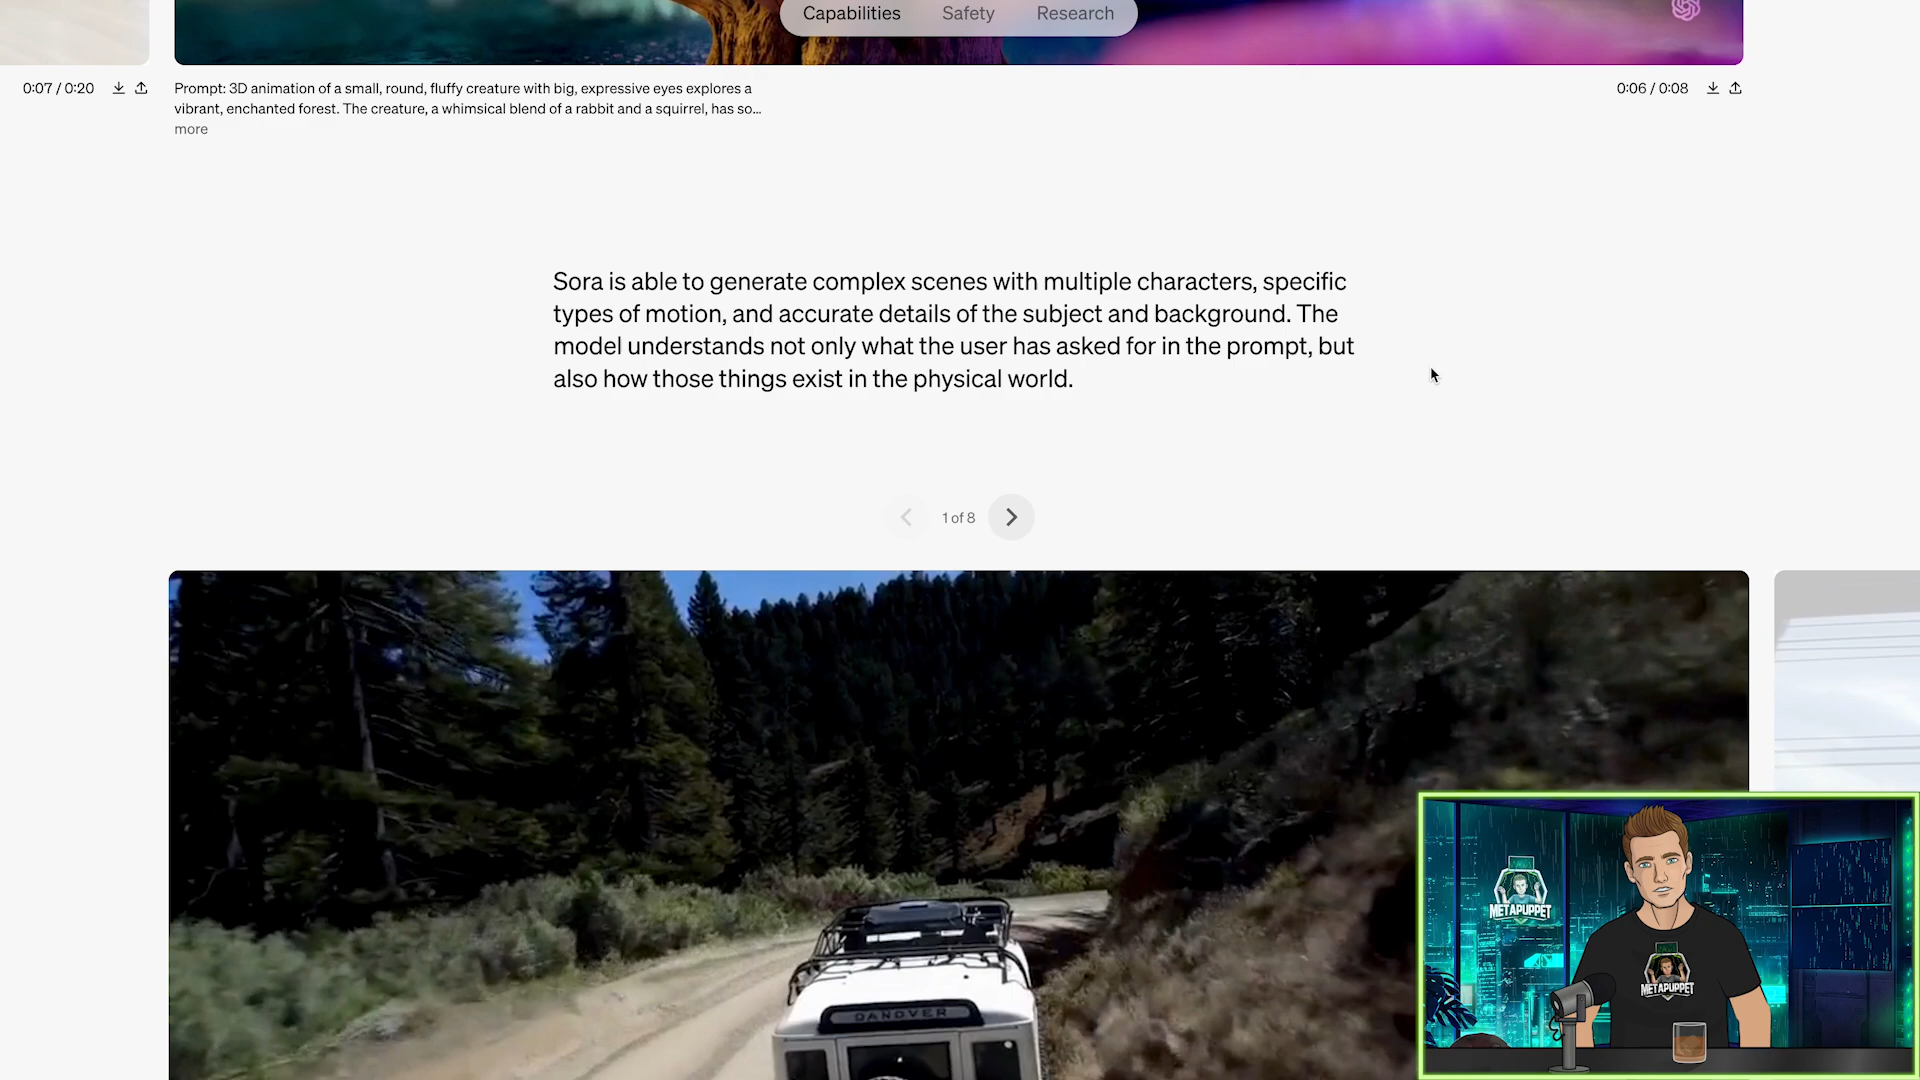 Capabilities
Safety
Research
0:07 / 0:20
Prompt: 3D animation of a small, round, fluffy creature with big, expressive eyes explores a
vibrant, enchanted forest. The creature, a whimsical blend of a rabbit and a squirrel, has so...
more
0:06 / 0:08
Sora is able to generate complex scenes with multiple characters, specific
types of motion, and accurate details of the subject and background. The
model understands not only what the user has asked for in the prompt, but
also how those things exist in the physical world.
1 of 8
DANOVER
METAPUPPET
METAPUPPET